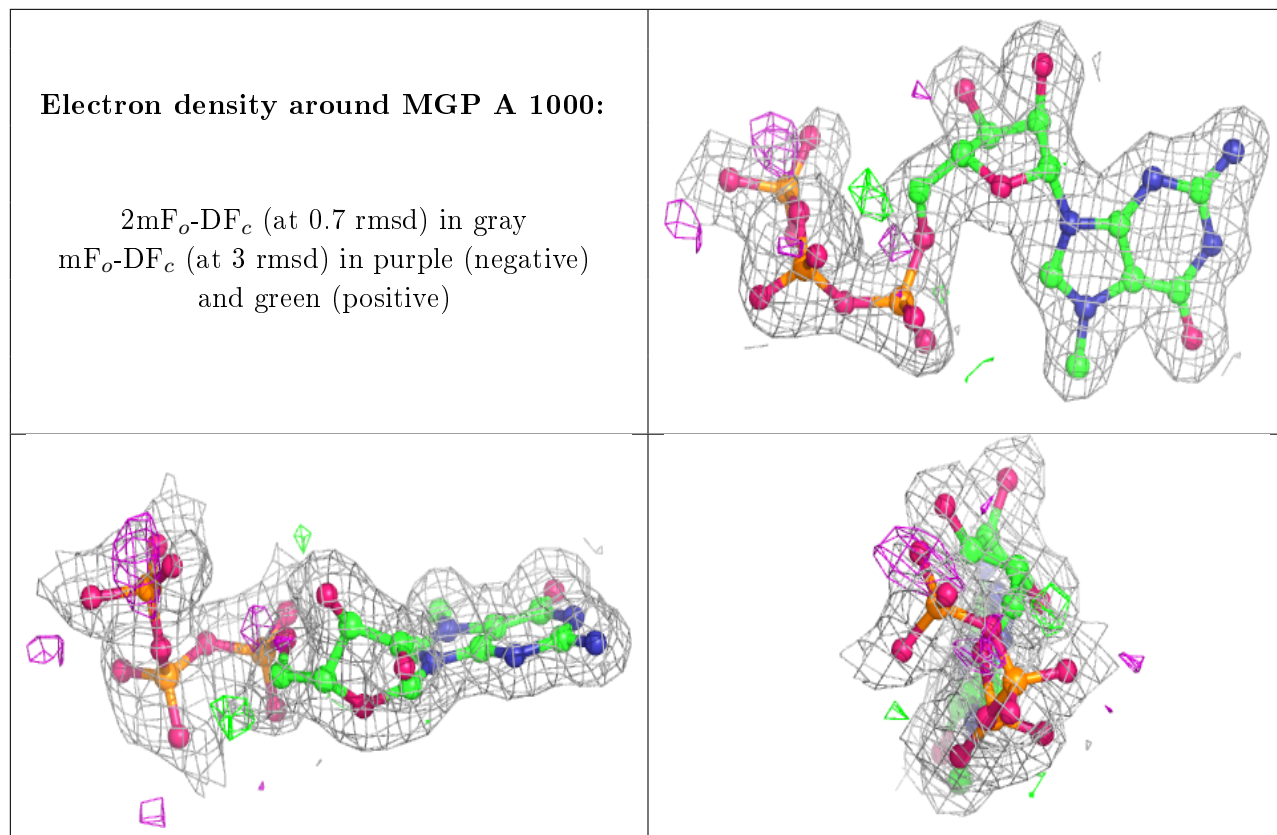 Electron density around MGP A 1000:
2mFₒ-DF𝒸 (at 0.7 rmsd) in gray
mFₒ-DF𝒸 (at 3 rmsd) in purple (negative)
and green (positive)